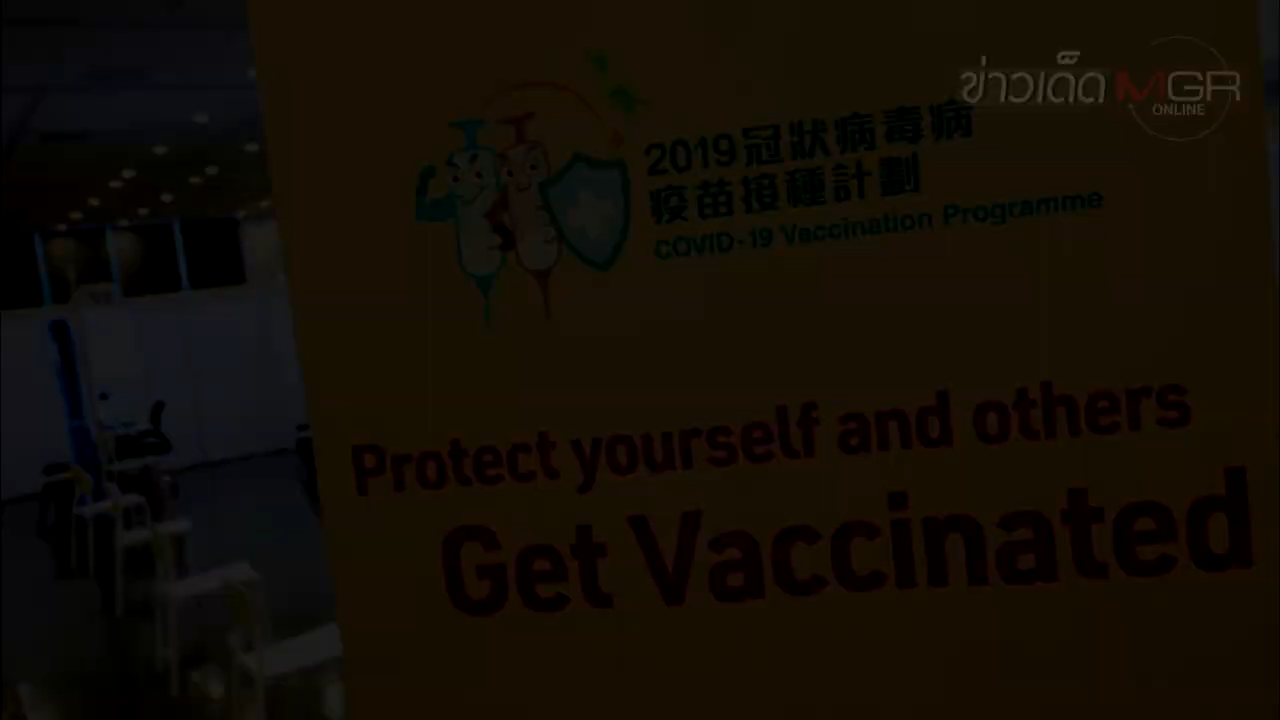 ข่าวเด็ด MGR
ONLINE
2019冠狀病毒病
疫苗接種計劃
COVID-19 Vaccination Programme
Protect yourself and others
Get Vaccinated